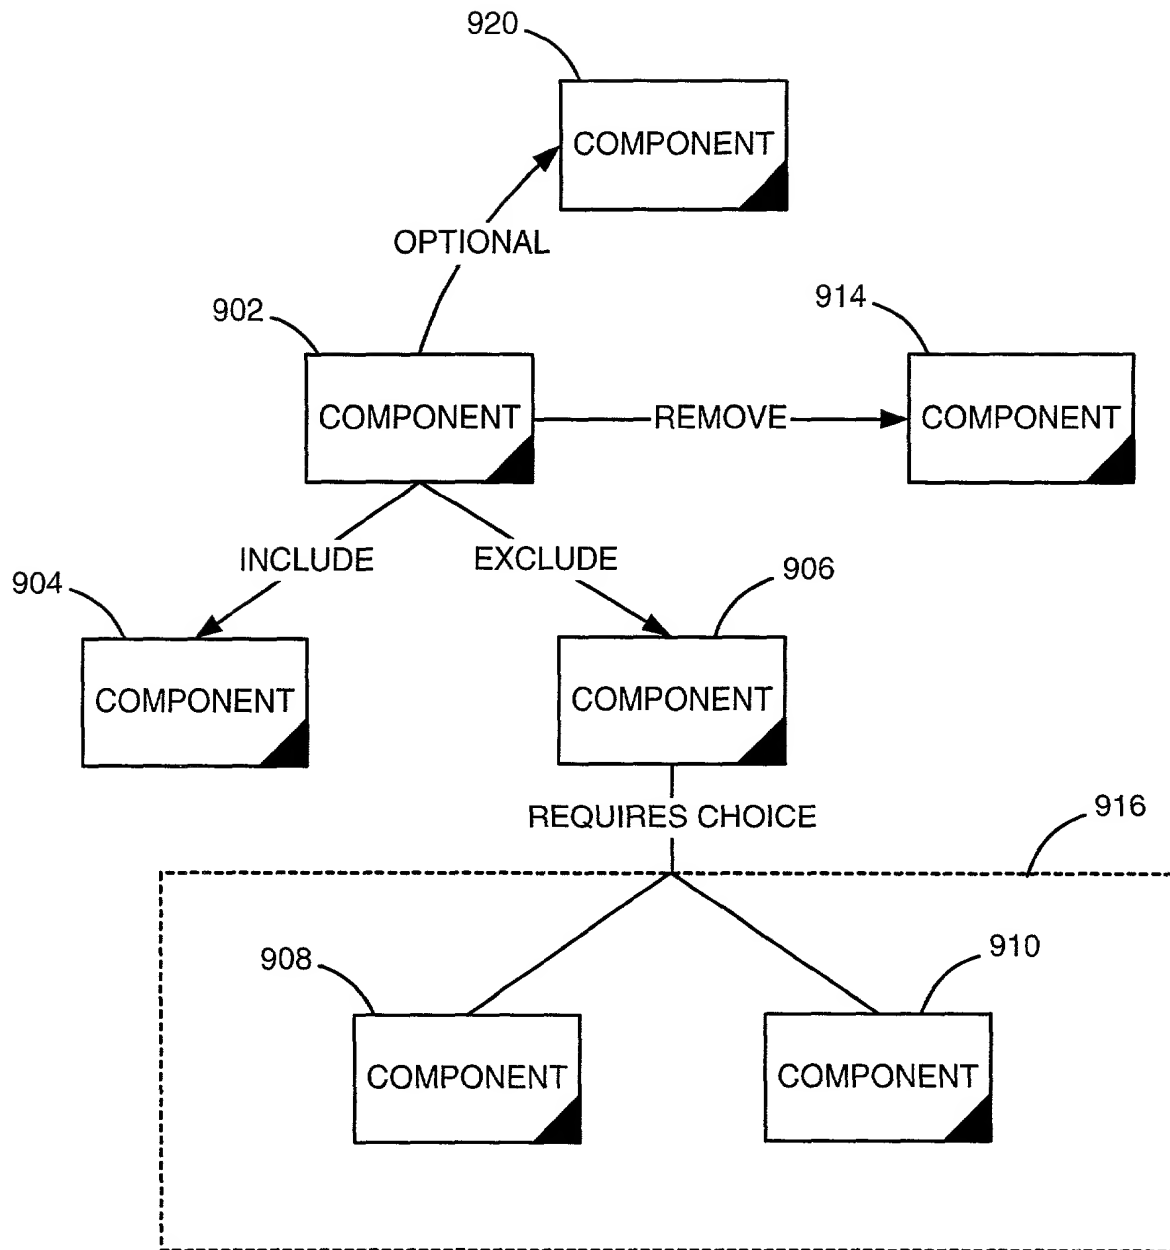 920
COMPONENT
OPTIONAL
902
914
COMPONENT
REMOVE
COMPONENT
INCLUDE
EXCLUDE
904
906
COMPONENT
COMPONENT
REQUIRES CHOICE
916
908
910
COMPONENT
COMPONENT